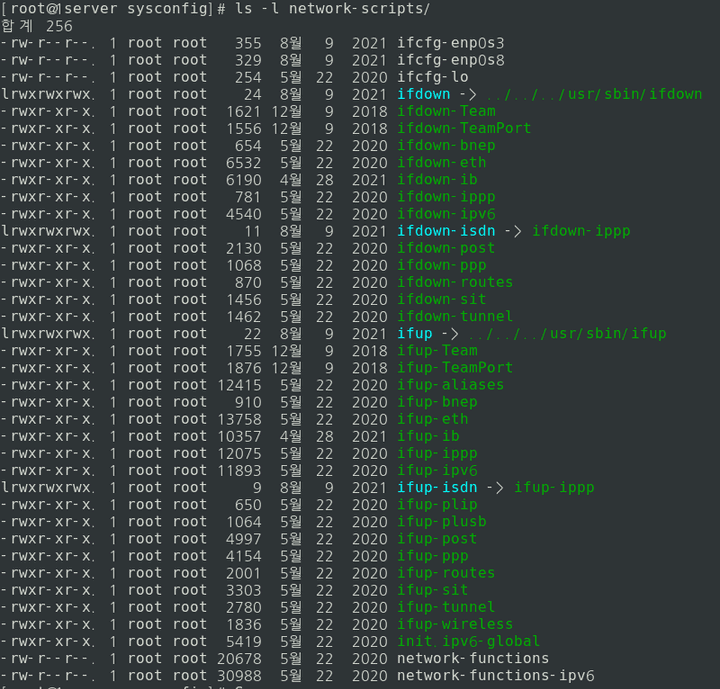 [root@1server sysconfig]# ls -l network-scripts/
합계 256
-rw-r--r--. 1 root root   355  8월  9  2021 ifcfg-enp0s3
-rw-r--r--. 1 root root   329  8월  9  2021 ifcfg-enp0s8
-rw-r--r--. 1 root root   254  5월 22  2020 ifcfg-lo
lrwxrwxrwx. 1 root root    24  8월  9  2021 ifdown -> ../../../usr/sbin/ifdown
-rwxr-xr-x. 1 root root  1621 12월  9  2018 ifdown-Team
-rwxr-xr-x. 1 root root  1556 12월  9  2018 ifdown-TeamPort
-rwxr-xr-x. 1 root root   654  5월 22  2020 ifdown-bnep
-rwxr-xr-x. 1 root root  6532  5월 22  2020 ifdown-eth
-rwxr-xr-x. 1 root root  6190  4월 28  2021 ifdown-ib
-rwxr-xr-x. 1 root root   781  5월 22  2020 ifdown-ippp
-rwxr-xr-x. 1 root root  4540  5월 22  2020 ifdown-ipv6
lrwxrwxrwx. 1 root root    11  8월  9  2021 ifdown-isdn -> ifdown-ippp
-rwxr-xr-x. 1 root root  2130  5월 22  2020 ifdown-post
-rwxr-xr-x. 1 root root  1068  5월 22  2020 ifdown-ppp
-rwxr-xr-x. 1 root root   870  5월 22  2020 ifdown-routes
-rwxr-xr-x. 1 root root  1456  5월 22  2020 ifdown-sit
-rwxr-xr-x. 1 root root  1462  5월 22  2020 ifdown-tunnel
lrwxrwxrwx. 1 root root    22  8월  9  2021 ifup -> ../../../usr/sbin/ifup
-rwxr-xr-x. 1 root root  1755 12월  9  2018 ifup-Team
-rwxr-xr-x. 1 root root  1876 12월  9  2018 ifup-TeamPort
-rwxr-xr-x. 1 root root 12415  5월 22  2020 ifup-aliases
-rwxr-xr-x. 1 root root   910  5월 22  2020 ifup-bnep
-rwxr-xr-x. 1 root root 13758  5월 22  2020 ifup-eth
-rwxr-xr-x. 1 root root 10357  4월 28  2021 ifup-ib
-rwxr-xr-x. 1 root root 12075  5월 22  2020 ifup-ippp
-rwxr-xr-x. 1 root root 11893  5월 22  2020 ifup-ipv6
lrwxrwxrwx. 1 root root     9  8월  9  2021 ifup-isdn -> ifup-ippp
-rwxr-xr-x. 1 root root   650  5월 22  2020 ifup-plip
-rwxr-xr-x. 1 root root  1064  5월 22  2020 ifup-plusb
-rwxr-xr-x. 1 root root  4997  5월 22  2020 ifup-post
-rwxr-xr-x. 1 root root  4154  5월 22  2020 ifup-ppp
-rwxr-xr-x. 1 root root  2001  5월 22  2020 ifup-routes
-rwxr-xr-x. 1 root root  3303  5월 22  2020 ifup-sit
-rwxr-xr-x. 1 root root  2780  5월 22  2020 ifup-tunnel
-rwxr-xr-x. 1 root root  1836  5월 22  2020 ifup-wireless
-rwxr-xr-x. 1 root root  5419  5월 22  2020 init.ipv6-global
-rw-r--r--. 1 root root 20678  5월 22  2020 network-functions
-rw-r--r--. 1 root root 30988  5월 22  2020 network-functions-ipv6